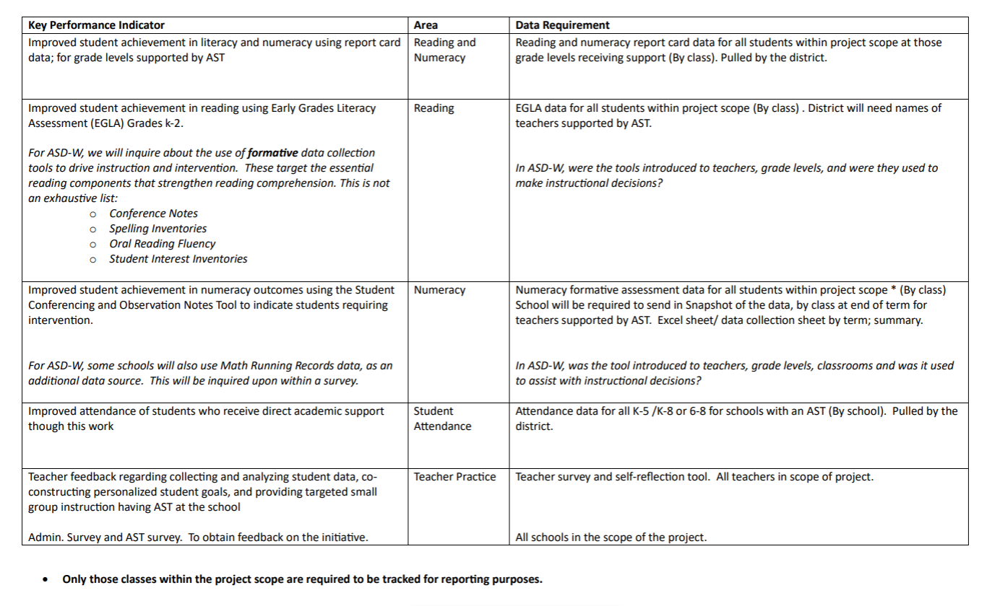 Key Performance Indicator
Area
Data Requirement
Improved student achievement in literacy and numeracy using report card
data; for grade levels supported by AST
Reading and
Numeracy
Reading and numeracy report card data for all students within project scope at those
grade levels receiving support (By class). Pulled by the district.
Improved student achievement in reading using Early Grades Literacy
Assessment (EGLA) Grades k-2.
For ASD-W, we will inquire about the use of formative data collection
tools to drive instruction and intervention.  These target the essential
reading components that strengthen reading comprehension. This is not
an exhaustive list:
o Conference Notes
o Spelling Inventories
o Oral Reading Fluency
o Student Interest Inventories
Reading
EGLA data for all students within project scope (By class) . District will need names of
teachers supported by AST.
In ASD-W, were the tools introduced to teachers, grade levels, and were they used to
make instructional decisions?
Improved student achievement in numeracy outcomes using the Student
Conferencing and Observation Notes Tool to indicate students requiring
intervention.
For ASD-W, some schools will also use Math Running Records data, as an
additional data source.  This will be inquired upon within a survey.
Numeracy
Numeracy formative assessment data for all students within project scope * (By class)
School will be required to send in Snapshot of the data, by class at end of term for
teachers supported by AST.  Excel sheet/ data collection sheet by term; summary.
In ASD-W, was the tool introduced to teachers, grade levels, classrooms and was it used
to assist with instructional decisions?
Improved attendance of students who receive direct academic support
though this work
Student
Attendance
Attendance data for all K-5 /K-8 or 6-8 for schools with an AST (By school).  Pulled by the
district.
Teacher feedback regarding collecting and analyzing student data, co-
constructing personalized student goals, and providing targeted small
group instruction having AST at the school
Admin. Survey and AST survey.  To obtain feedback on the initiative.
Teacher Practice
Teacher survey and self-reflection tool.  All teachers in scope of project.
All schools in the scope of the project.
• Only those classes within the project scope are required to be tracked for reporting purposes.